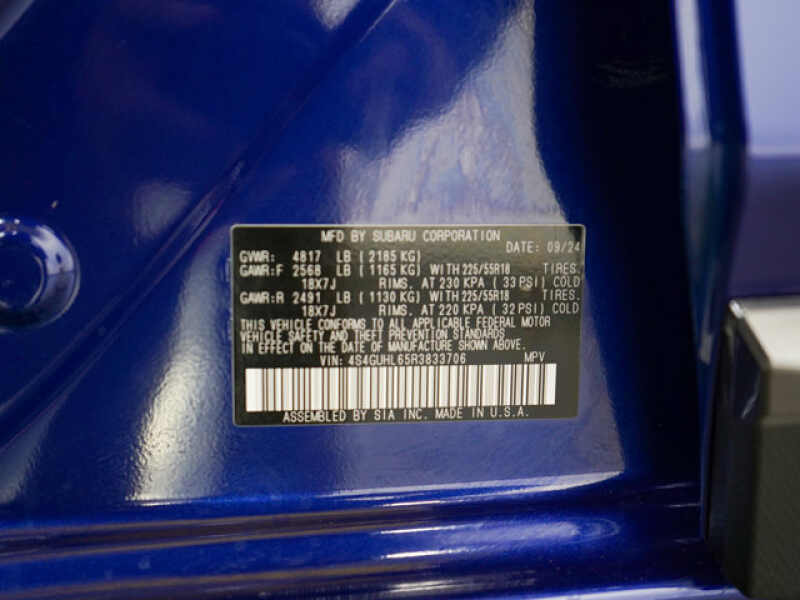 MFD BY SUBARU CORPORATION
DATE: 09/24
GVWR: 4817 LB ( 2185 KG)
GAWR:F 2568 LB ( 1165 KG) WITH 225/55R18 TIRES.
18X7J RIMS, AT 230 KPA ( 33 PSI) COLD
GAWR:R 2491 LB ( 1130 KG) WITH 225/55R18 TIRES.
18X7J RIMS, AT 220 KPA ( 32 PSI) COLD
THIS VEHICLE CONFORMS TO ALL APPLICABLE FEDERAL MOTOR
VEHICLE SAFETY AND THEFT PREVENTION STANDARDS
IN EFFECT ON THE DATE OF MANUFACTURE SHOWN ABOVE.
VIN: 4S4GUHL65R3833706 MPV
ASSEMBLED BY SIA INC. MADE IN U.S.A.